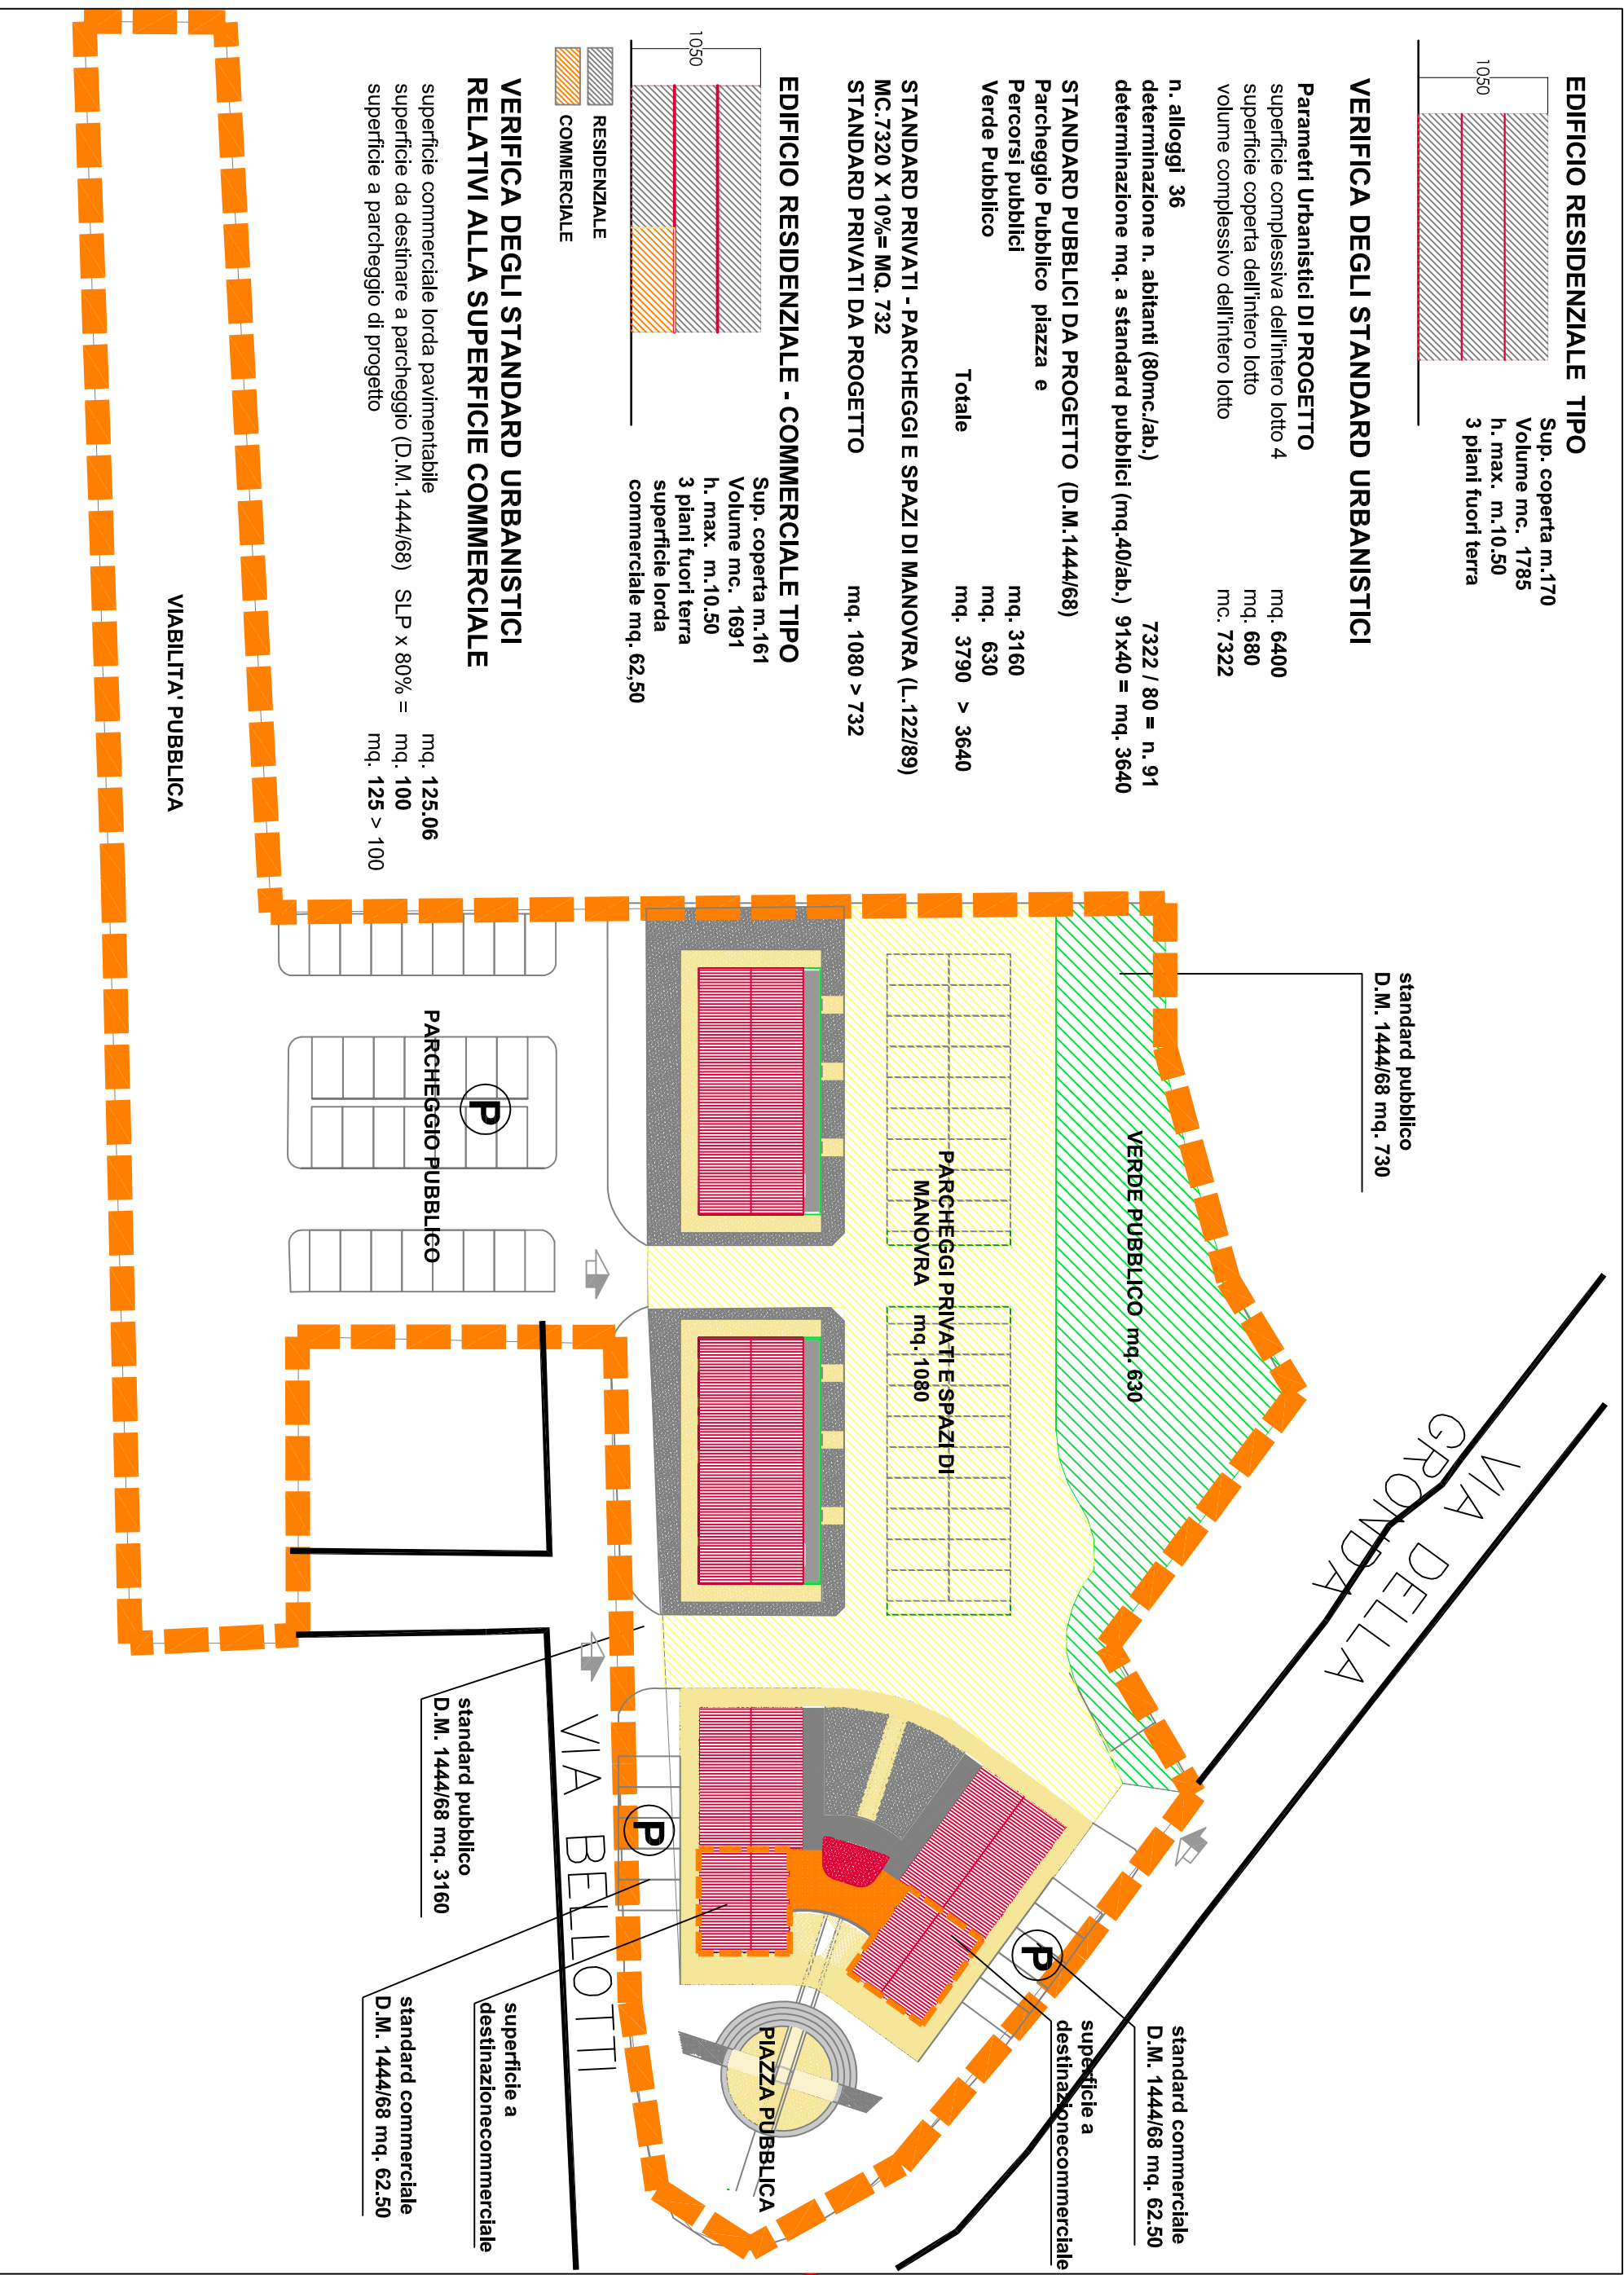 EDIFICIO RESIDENZIALE TIPO
1050
Sup. coperta m.170
Volume mc. 1785
h. max. m.10.50
3 piani fuori terra
VERIFICA DEGLI STANDARD URBANISTICI
Parametri Urbanistici DI PROGETTO
superficie complessiva dell'intero lotto 4 mq. 6400
superficie coperta dell'intero lotto mq. 680
volume complessivo dell'intero lotto mc. 7322
n. alloggi 36
determinazione n. abitanti (80mc./ab.) 7322 / 80 = n. 91
determinazione mq. a standard pubblici (mq.40/ab.) 91x40 = mq. 3640
STANDARD PUBBLICI DA PROGETTO (D.M.1444/68)
Parcheggio Pubblico piazza e
Percorsi pubblici mq. 3160
Verde Pubblico mq. 630
Totale mq. 3790 > 3640
STANDARD PRIVATI - PARCHEGGI E SPAZI DI MANOVRA (L.122/89)
MC.7320 X 10%= MQ. 732
STANDARD PRIVATI DA PROGETTO mq. 1080 > 732
EDIFICIO RESIDENZIALE - COMMERCIALE TIPO
1050
Sup. coperta m.161
Volume mc. 1691
h. max. m.10.50
3 piani fuori terra
superficie lorda
commerciale mq. 62,50
RESIDENZIALE
COMMERCIALE
VERIFICA DEGLI STANDARD URBANISTICI
RELATIVI ALLA SUPERFICIE COMMERCIALE
superficie commerciale lorda pavimentabile mq. 125.06
superficie da destinare a parcheggio (D.M.1444/68) SLP x 80% = mq. 100
superficie a parcheggio di progetto mq. 125 > 100
VIABILITA' PUBBLICA
standard pubblico
D.M. 1444/68 mq. 730
VERDE PUBBLICO mq. 630
PARCHEGGI PRIVATI E SPAZI DI
MANOVRA mq. 1080
P
PARCHEGGIO PUBBLICO
VIA DELLA
GRONDA
standard pubblico
D.M. 1444/68 mq. 3160
VIA BELLOTTI
P
P
PIAZZA PUBBLICA
standard commerciale
D.M. 1444/68 mq. 62.50
superficie a
destinazionecommerciale
superficie a
destinazionecommerciale
standard commerciale
D.M. 1444/68 mq. 62.50